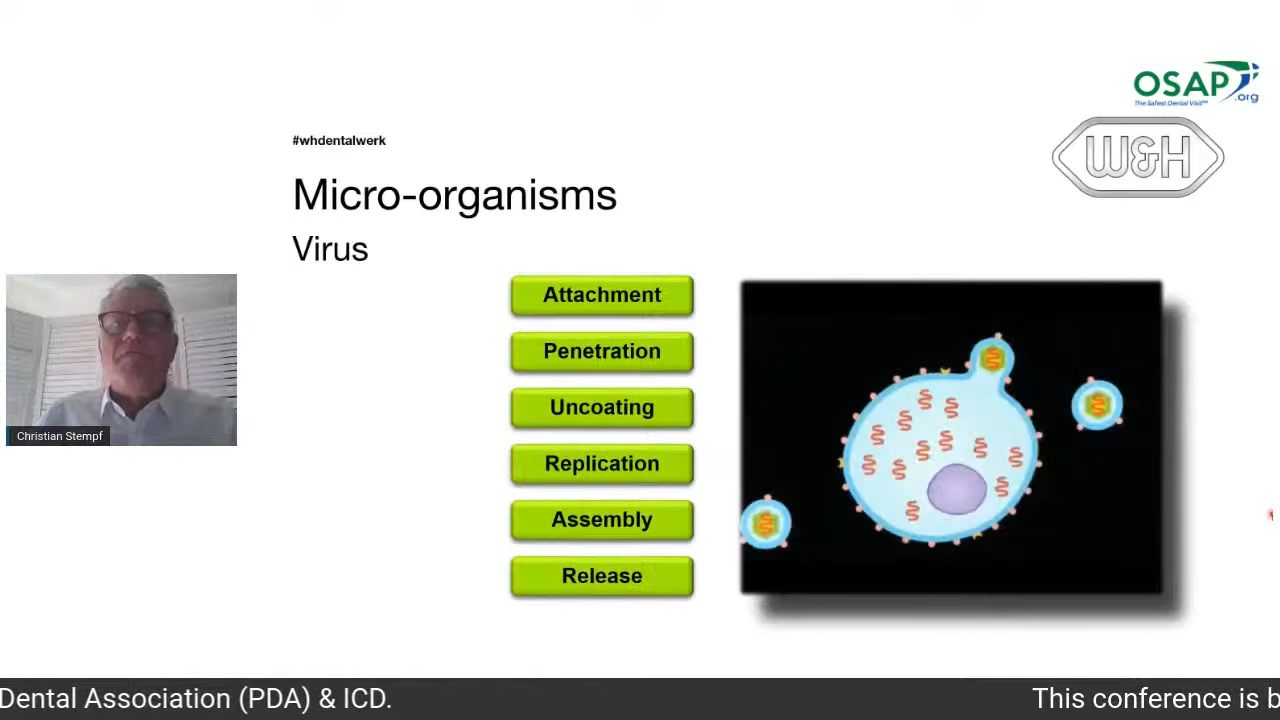 OSAP
The Safest Dental Visit™
.org
W&H
#whdentalwerk
Micro-organisms
Virus
Attachment
Penetration
Uncoating
Replication
Assembly
Release
Christian Stempf
Dental Association (PDA) & ICD.
This conference is b